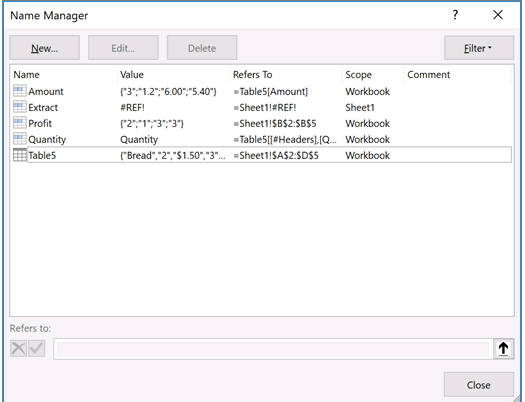 Name Manager ? ×
New... Edit... Delete Filter
Name Value Refers To Scope Comment
Amount {"3";"1.2";"6.00";"5.40"} =Table5[Amount] Workbook
Extract #REF! =Sheet1!#REF! Sheet1
Profit {"2";"1";"3";"3"} =Sheet1!$B$2:$B$5 Workbook
Quantity Quantity =Table5[[#Headers],[Q... Workbook
Table5 {"Bread","2","$1.50","3"... =Sheet1!$A$2:$D$5 Workbook
Refers to:
Close